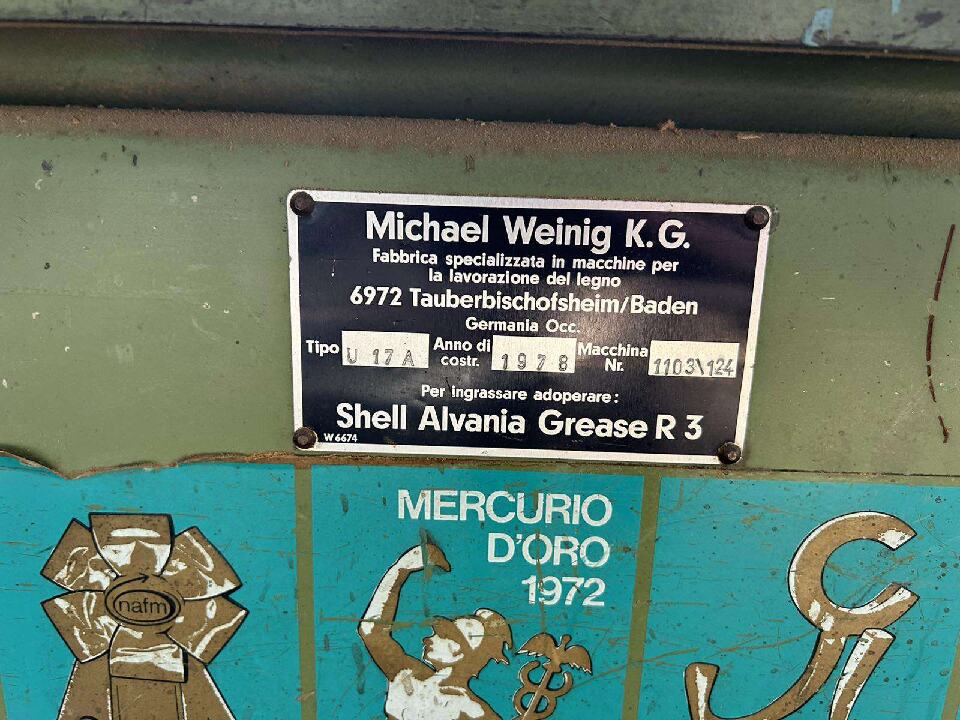 Michael Weinig K.G.
Fabbrica specializzata in macchine per
la lavorazione del legno
6972 Tauberbischofsheim/Baden
Germania Occ.
Tipo U 17 A Anno di costr. 1978 Macchina Nr. 1103\124
Per ingrassare adoperare:
Shell Alvania Grease R 3
W6674
MERCURIO
D'ORO
1972
nafm